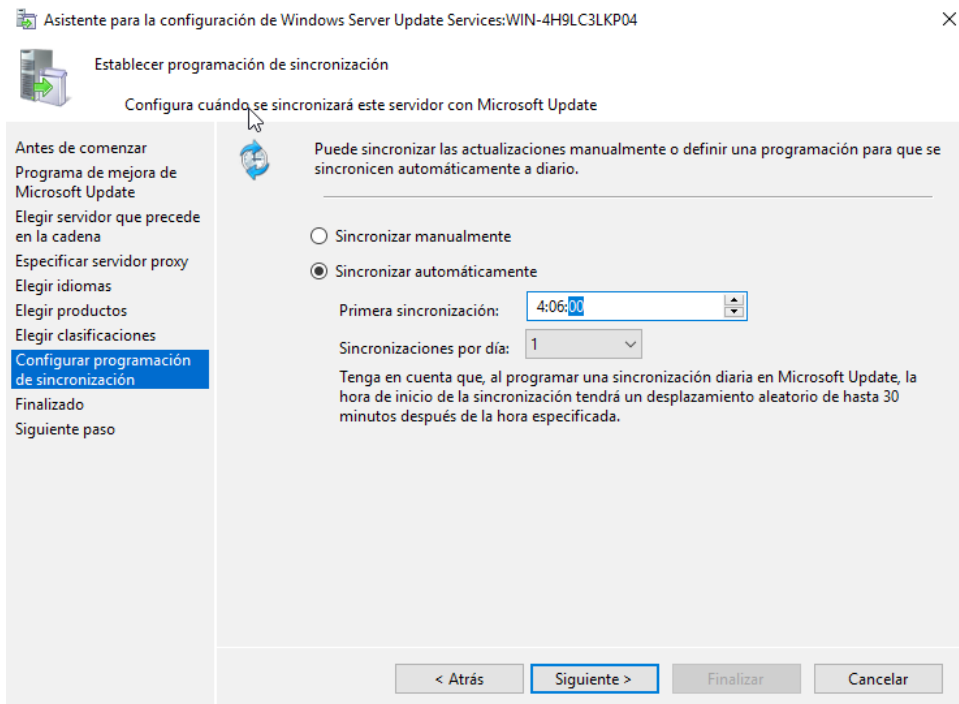 Asistente para la configuración de Windows Server Update Services:WIN-4H9LC3LKP04
Establecer programación de sincronización
Configura cuándo se sincronizará este servidor con Microsoft Update
Antes de comenzar
Programa de mejora de
Microsoft Update
Elegir servidor que precede
en la cadena
Especificar servidor proxy
Elegir idiomas
Elegir productos
Elegir clasificaciones
Configurar programación
de sincronización
Finalizado
Siguiente paso
Puede sincronizar las actualizaciones manualmente o definir una programación para que se
sincronicen automáticamente a diario.
Sincronizar manualmente
Sincronizar automáticamente
Primera sincronización: 4:06:00
Sincronizaciones por día: 1
Tenga en cuenta que, al programar una sincronización diaria en Microsoft Update, la
hora de inicio de la sincronización tendrá un desplazamiento aleatorio de hasta 30
minutos después de la hora especificada.
< Atrás Siguiente > Finalizar Cancelar